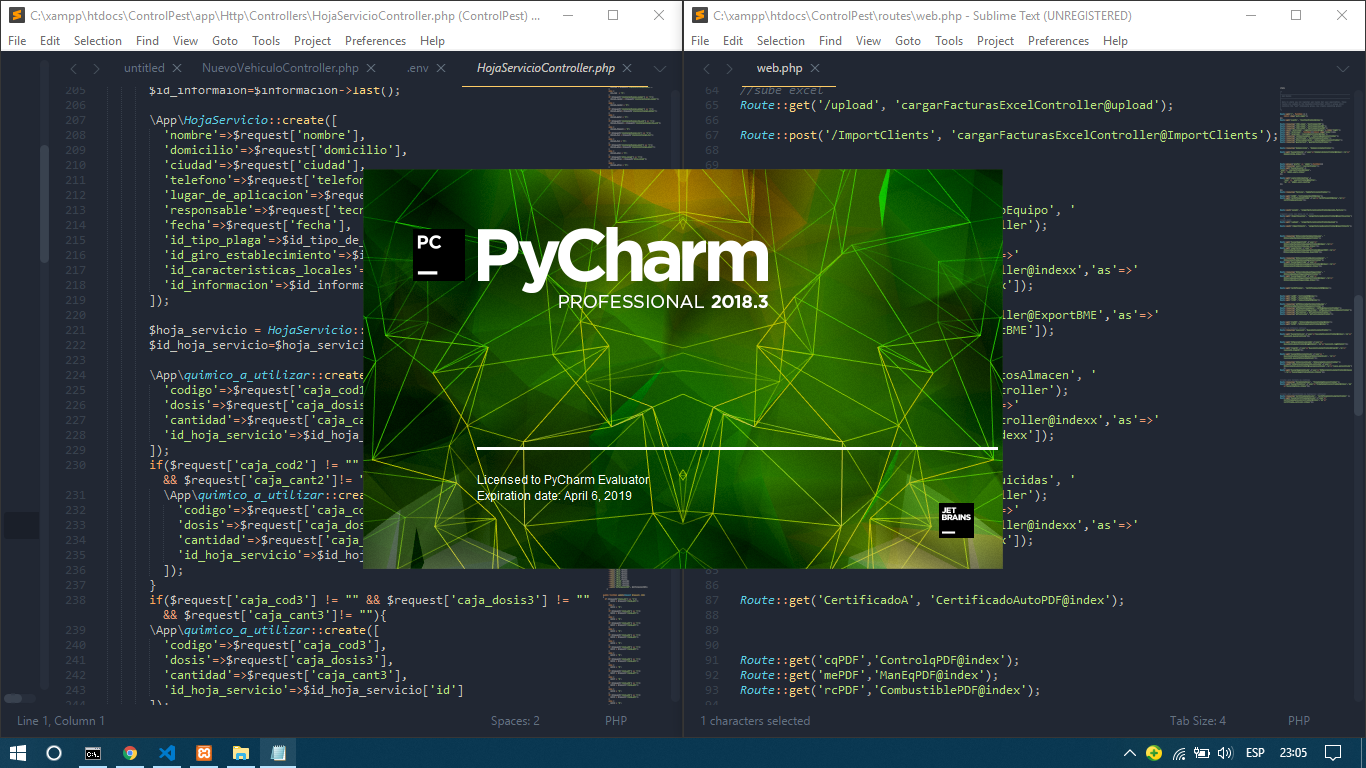 C:\xampp\htdocs\ControlPest\app\Http\Controllers\HojaServicioController.php (ControlPest) ...
File Edit Selection Find View Goto Tools Project Preferences Help
untitled NuevoVehiculoController.php .env HojaServicioController.php
205 $id_informaion=$informacion->last();
206
207 \App\HojaServicio::create([
208 'nombre'=>$request['nombre'],
209 'domicilio'=>$request['domicilio'],
210 'ciudad'=>$request['ciudad'],
211 'telefono'=>$request['telefon
212 'lugar_de_aplicacion'=>$reques
213 'responsable'=>$request['tecn
214 'fecha'=>$request['fecha'],
215 'id_tipo_plaga'=>$id_tipo_de_
216 'id_giro_establecimiento'=>$i
217 'id_caracteristicas_locales'=
218 'id_informacion'=>$id_informa
219 ]);
220
221 $hoja_servicio = HojaServicio::
222 $id_hoja_servicio=$hoja_servici
223
224 \App\quimico_a_utilizar::create
225 'codigo'=>$request['caja_cod1
226 'dosis'=>$request['caja_dosis
227 'cantidad'=>$request['caja_ca
228 'id_hoja_servicio'=>$id_hoja_
229 ]);
230 if($request['caja_cod2'] != ""
&& $request['caja_cant2']!= '
231 \App\quimico_a_utilizar::crea
232 'codigo'=>$request['caja_co
233 'dosis'=>$request['caja_dos
234 'cantidad'=>$request['caja_
235 'id_hoja_servicio'=>$id_hoj
236 ]);
237 }
238 if($request['caja_cod3'] != "" && $request['caja_dosis3'] != ""
&& $request['caja_cant3']!= ""){
239 \App\quimico_a_utilizar::create([
240 'codigo'=>$request['caja_cod3'],
241 'dosis'=>$request['caja_dosis3'],
242 'cantidad'=>$request['caja_cant3'],
243 'id_hoja_servicio'=>$id_hoja_servicio['id']
244 ]);
Line 1, Column 1 Spaces: 2 PHP
PC
PyCharm
PROFESSIONAL 2018.3
Licensed to PyCharm Evaluator
Expiration date: April 6, 2019
JET
BRAINS
C:\xampp\htdocs\ControlPest\routes\web.php - Sublime Text (UNREGISTERED)
File Edit Selection Find View Goto Tools Project Preferences Help
web.php
64 //sube excel
65 Route::get('/upload', 'cargarFacturasExcelController@upload');
66
67 Route::post('/ImportClients', 'cargarFacturasExcelController@ImportClients');
68
69
oEquipo', '
ller');
=>'
ller@indexx','as'=>'
x']);
ller@ExportBME','as'=>'
tBME']);
tosAlmacen', '
ntroller');
=>'
ntroller@indexx','as'=>'
dexx']);
uicidas', '
ller');
=>'
ller@indexx','as'=>'
x']);
85
86
87 Route::get('CertificadoA', 'CertificadoAutoPDF@index');
88
89
90
91 Route::get('cqPDF','ControlqPDF@index');
92 Route::get('mePDF','ManEqPDF@index');
93 Route::get('rcPDF','CombustiblePDF@index');
1 characters selected Tab Size: 4 PHP
ESP 23:05